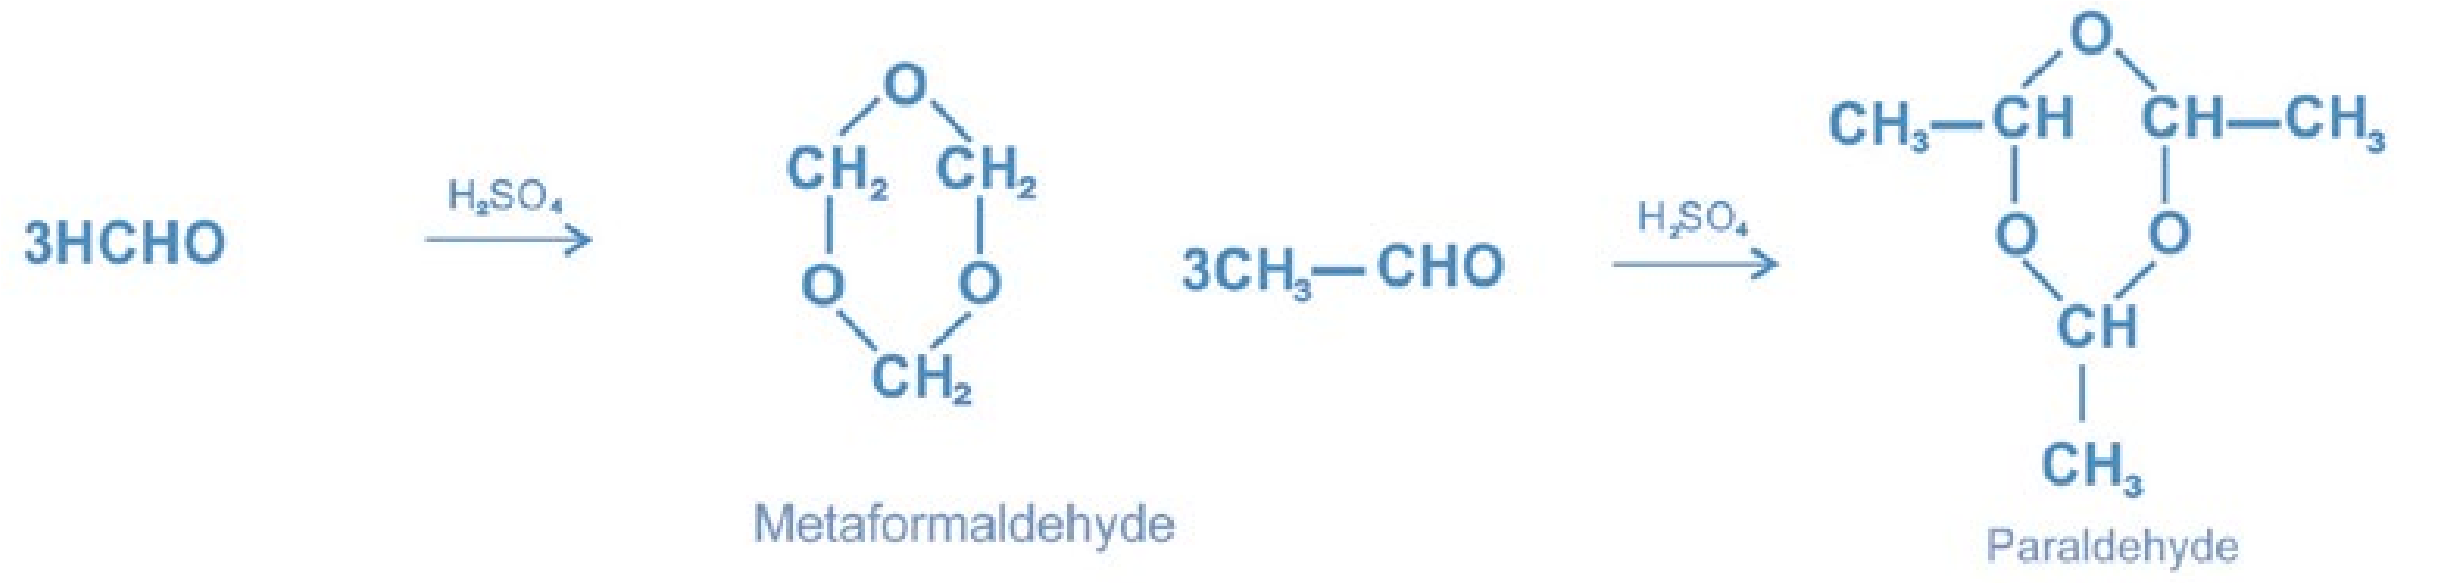 3HCHO
H₂SO₄
O
CH₂ CH₂
O O
CH₂
Metaformaldehyde
3CH₃—CHO
H₂SO₄
O
CH₃—CH CH—CH₃
O O
CH
CH₃
Paraldehyde